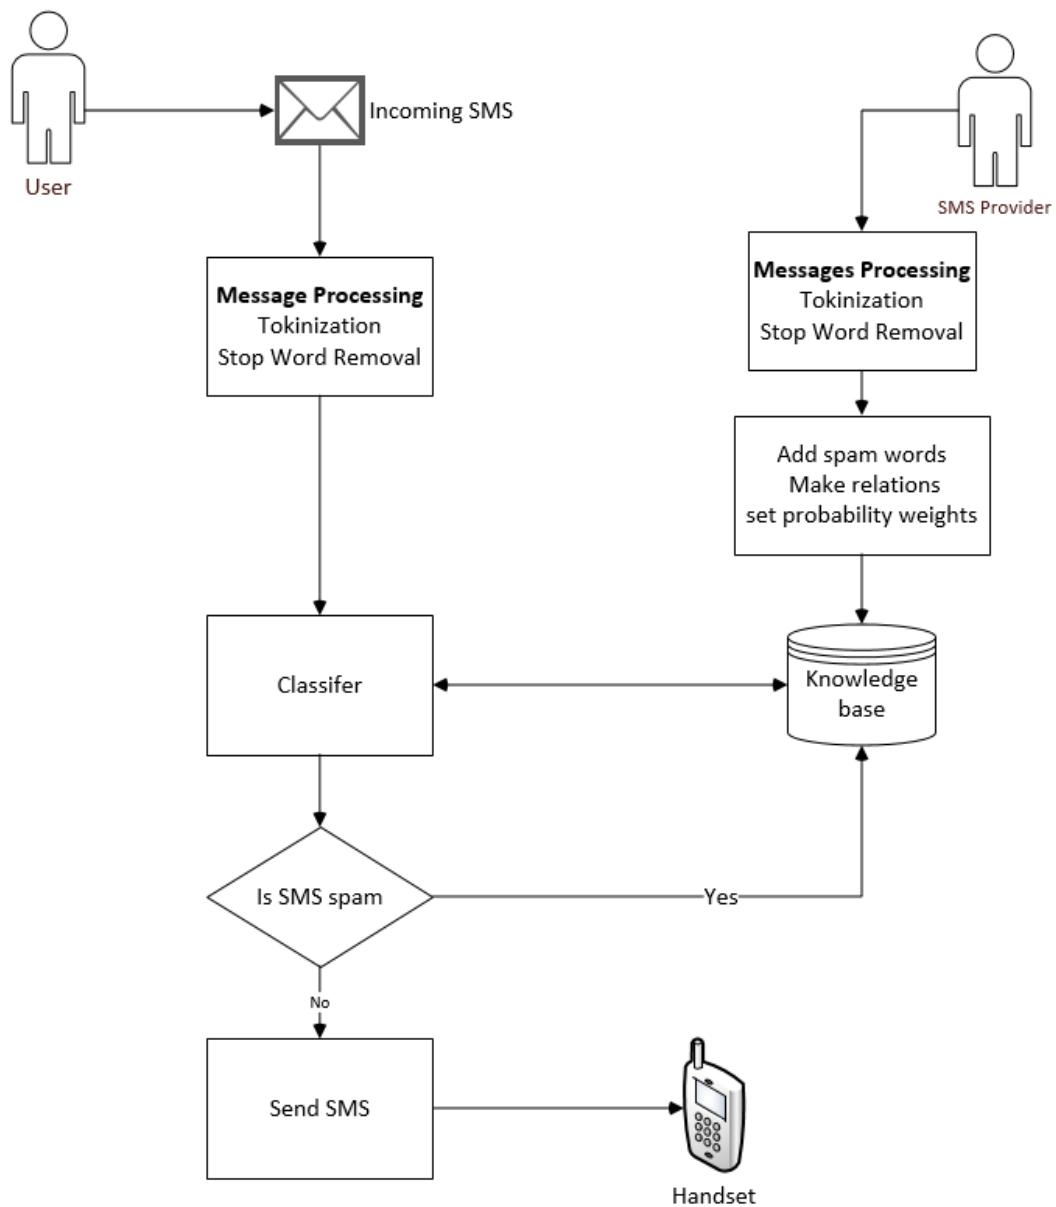 Incoming SMS
User
SMS Provider
Message Processing
Tokinization
Stop Word Removal
Messages Processing
Tokinization
Stop Word Removal
Add spam words
Make relations
set probability weights
Classifer
Knowledge
base
Is SMS spam
Yes
No
Send SMS
Handset